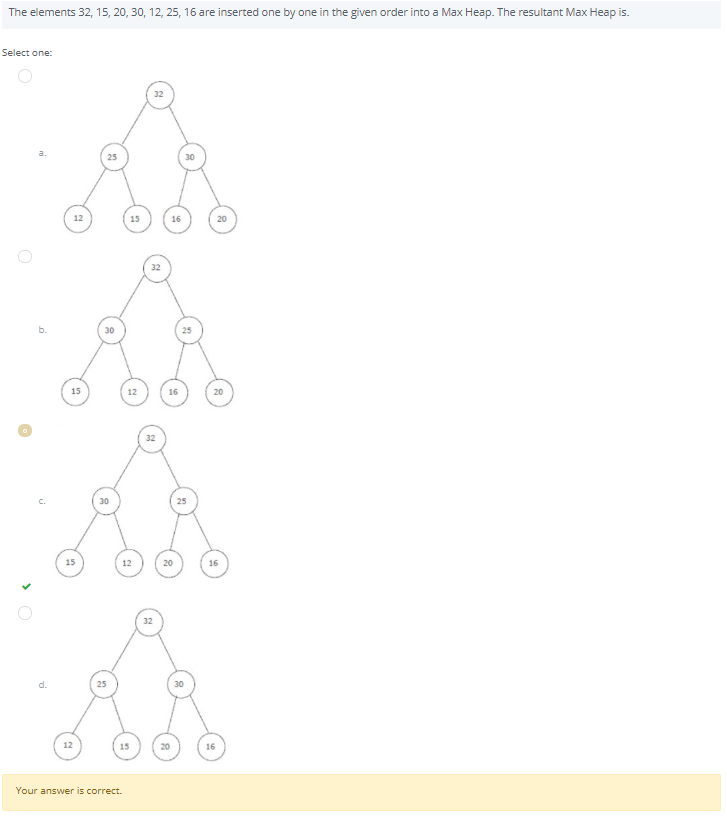 The elements 32, 15, 20, 30, 12, 25, 16 are inserted one by one in the given order into a Max Heap. The resultant Max Heap is.
Select one:
32
a.
25 30
12 15 16 20
32
b.
30 25
15 12 16 20
32
c.
30 25
15 12 20 16
32
d.
25 30
12 15 20 16
Your answer is correct.